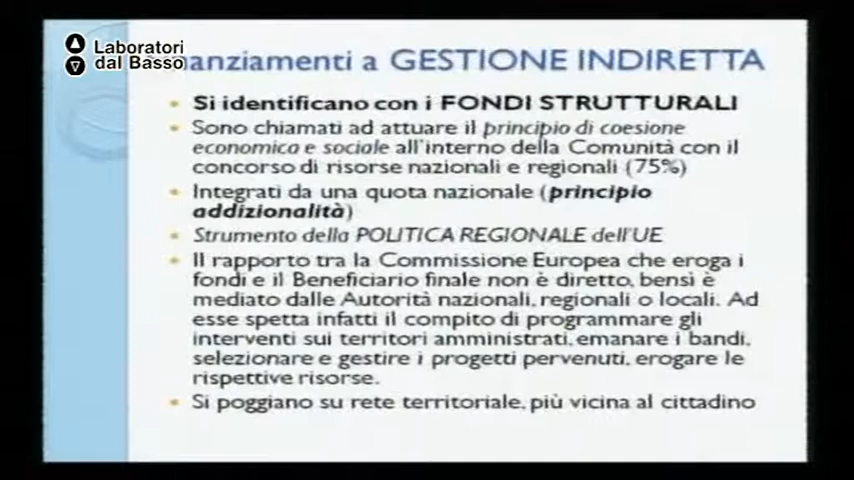 Laboratori
dal Basso
anziamenti a GESTIONE INDIRETTA
Si identificano con i FONDI STRUTTURALI
Sono chiamati ad attuare il principio di coesione
economica e sociale all'interno della Comunità con il
concorso di risorse nazionali e regionali (75%)
Integrati da una quota nazionale (principio
addizionalità)
Strumento della POLITICA REGIONALE dell'UE
Il rapporto tra la Commissione Europea che eroga i
fondi e il Beneficiario finale non è diretto, bensì è
mediato dalle Autorità nazionali, regionali o locali. Ad
esse spetta infatti il compito di programmare gli
interventi sui territori amministrati, emanare i bandi,
selezionare e gestire i progetti pervenuti, erogare le
rispettive risorse.
Si poggiano su rete territoriale, più vicina al cittadino